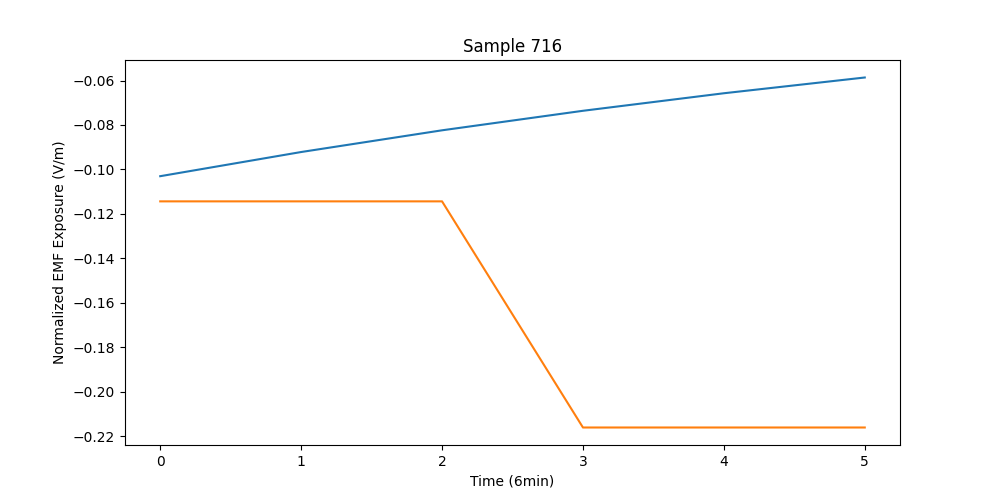 Sample 716
Normalized EMF Exposure (V/m)
−0.06
−0.08
−0.10
−0.12
−0.14
−0.16
−0.18
−0.20
−0.22
0 1 2 3 4 5
Time (6min)